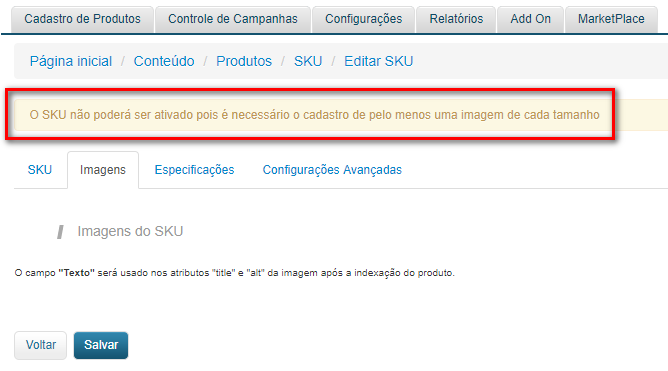 Cadastro de Produtos Controle de Campanhas Configurações Relatórios Add On MarketPlace
Página inicial / Conteúdo / Produtos / SKU / Editar SKU
O SKU não poderá ser ativado pois é necessário o cadastro de pelo menos uma imagem de cada tamanho
SKU Imagens Especificações Configurações Avançadas
Imagens do SKU
O campo "Texto" será usado nos atributos "title" e "alt" da imagem após a indexação do produto.
Voltar Salvar